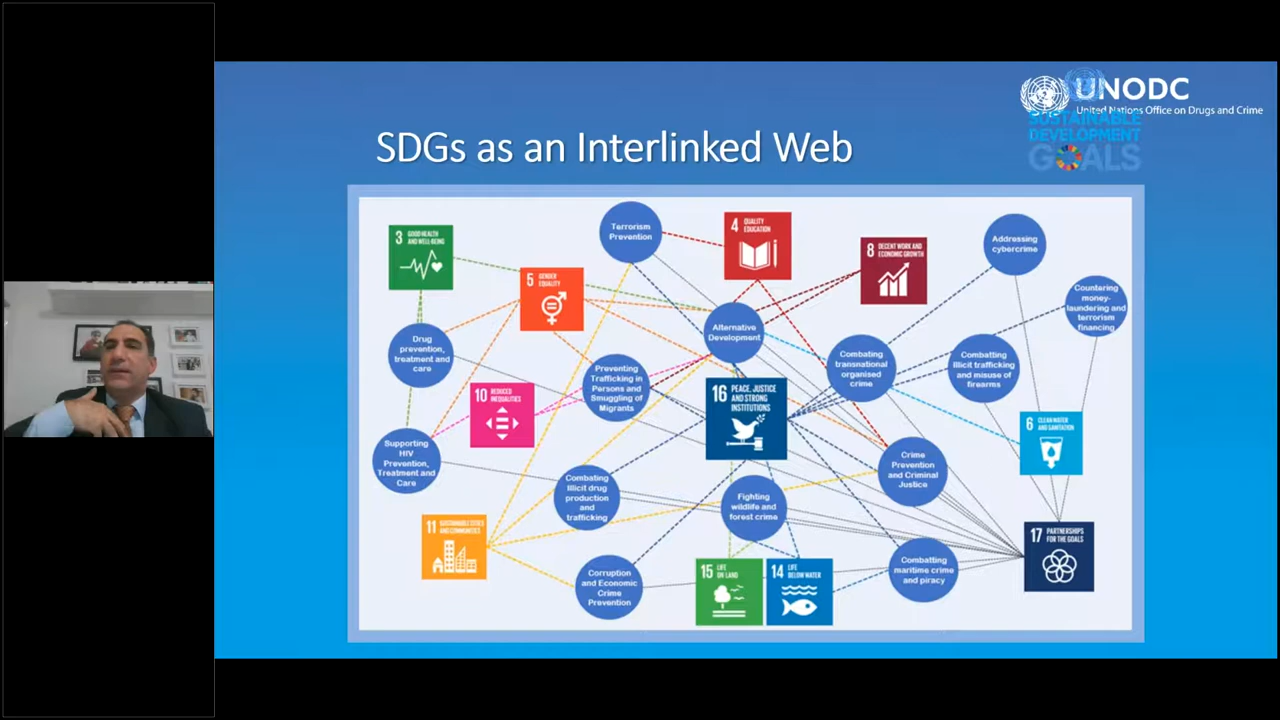 UNODC
United Nations Office on Drugs and Crime
SUSTAINABLE
DEVELOPMENT
GOALS
SDGs as an Interlinked Web
3 GOOD HEALTH
AND WELL-BEING
5 GENDER
EQUALITY
Terrorism
Prevention
4 QUALITY
EDUCATION
8 DECENT WORK AND
ECONOMIC GROWTH
Addressing
cybercrime
Countering
money-
laundering and
terrorism
financing
Drug
prevention,
treatment and
care
Alternative
Development
Preventing
Trafficking in
Persons and
Smuggling of
Migrants
Combating
transnational
organised
crime
Combatting
illicit trafficking
and misuse of
firearms
10 REDUCED
INEQUALITIES
16 PEACE, JUSTICE
AND STRONG
INSTITUTIONS
6 CLEAN WATER
AND SANITATION
Supporting
HIV
Prevention,
Treatment and
Care
Combating
illicit drug
production
and
trafficking
Fighting
wildlife and
forest crime
Crime
Prevention
and Criminal
Justice
11 SUSTAINABLE CITIES
AND COMMUNITIES
17 PARTNERSHIPS
FOR THE GOALS
Corruption
and Economic
Crime
Prevention
15 LIFE
ON LAND
14 LIFE
BELOW WATER
Combatting
maritime crime
and piracy